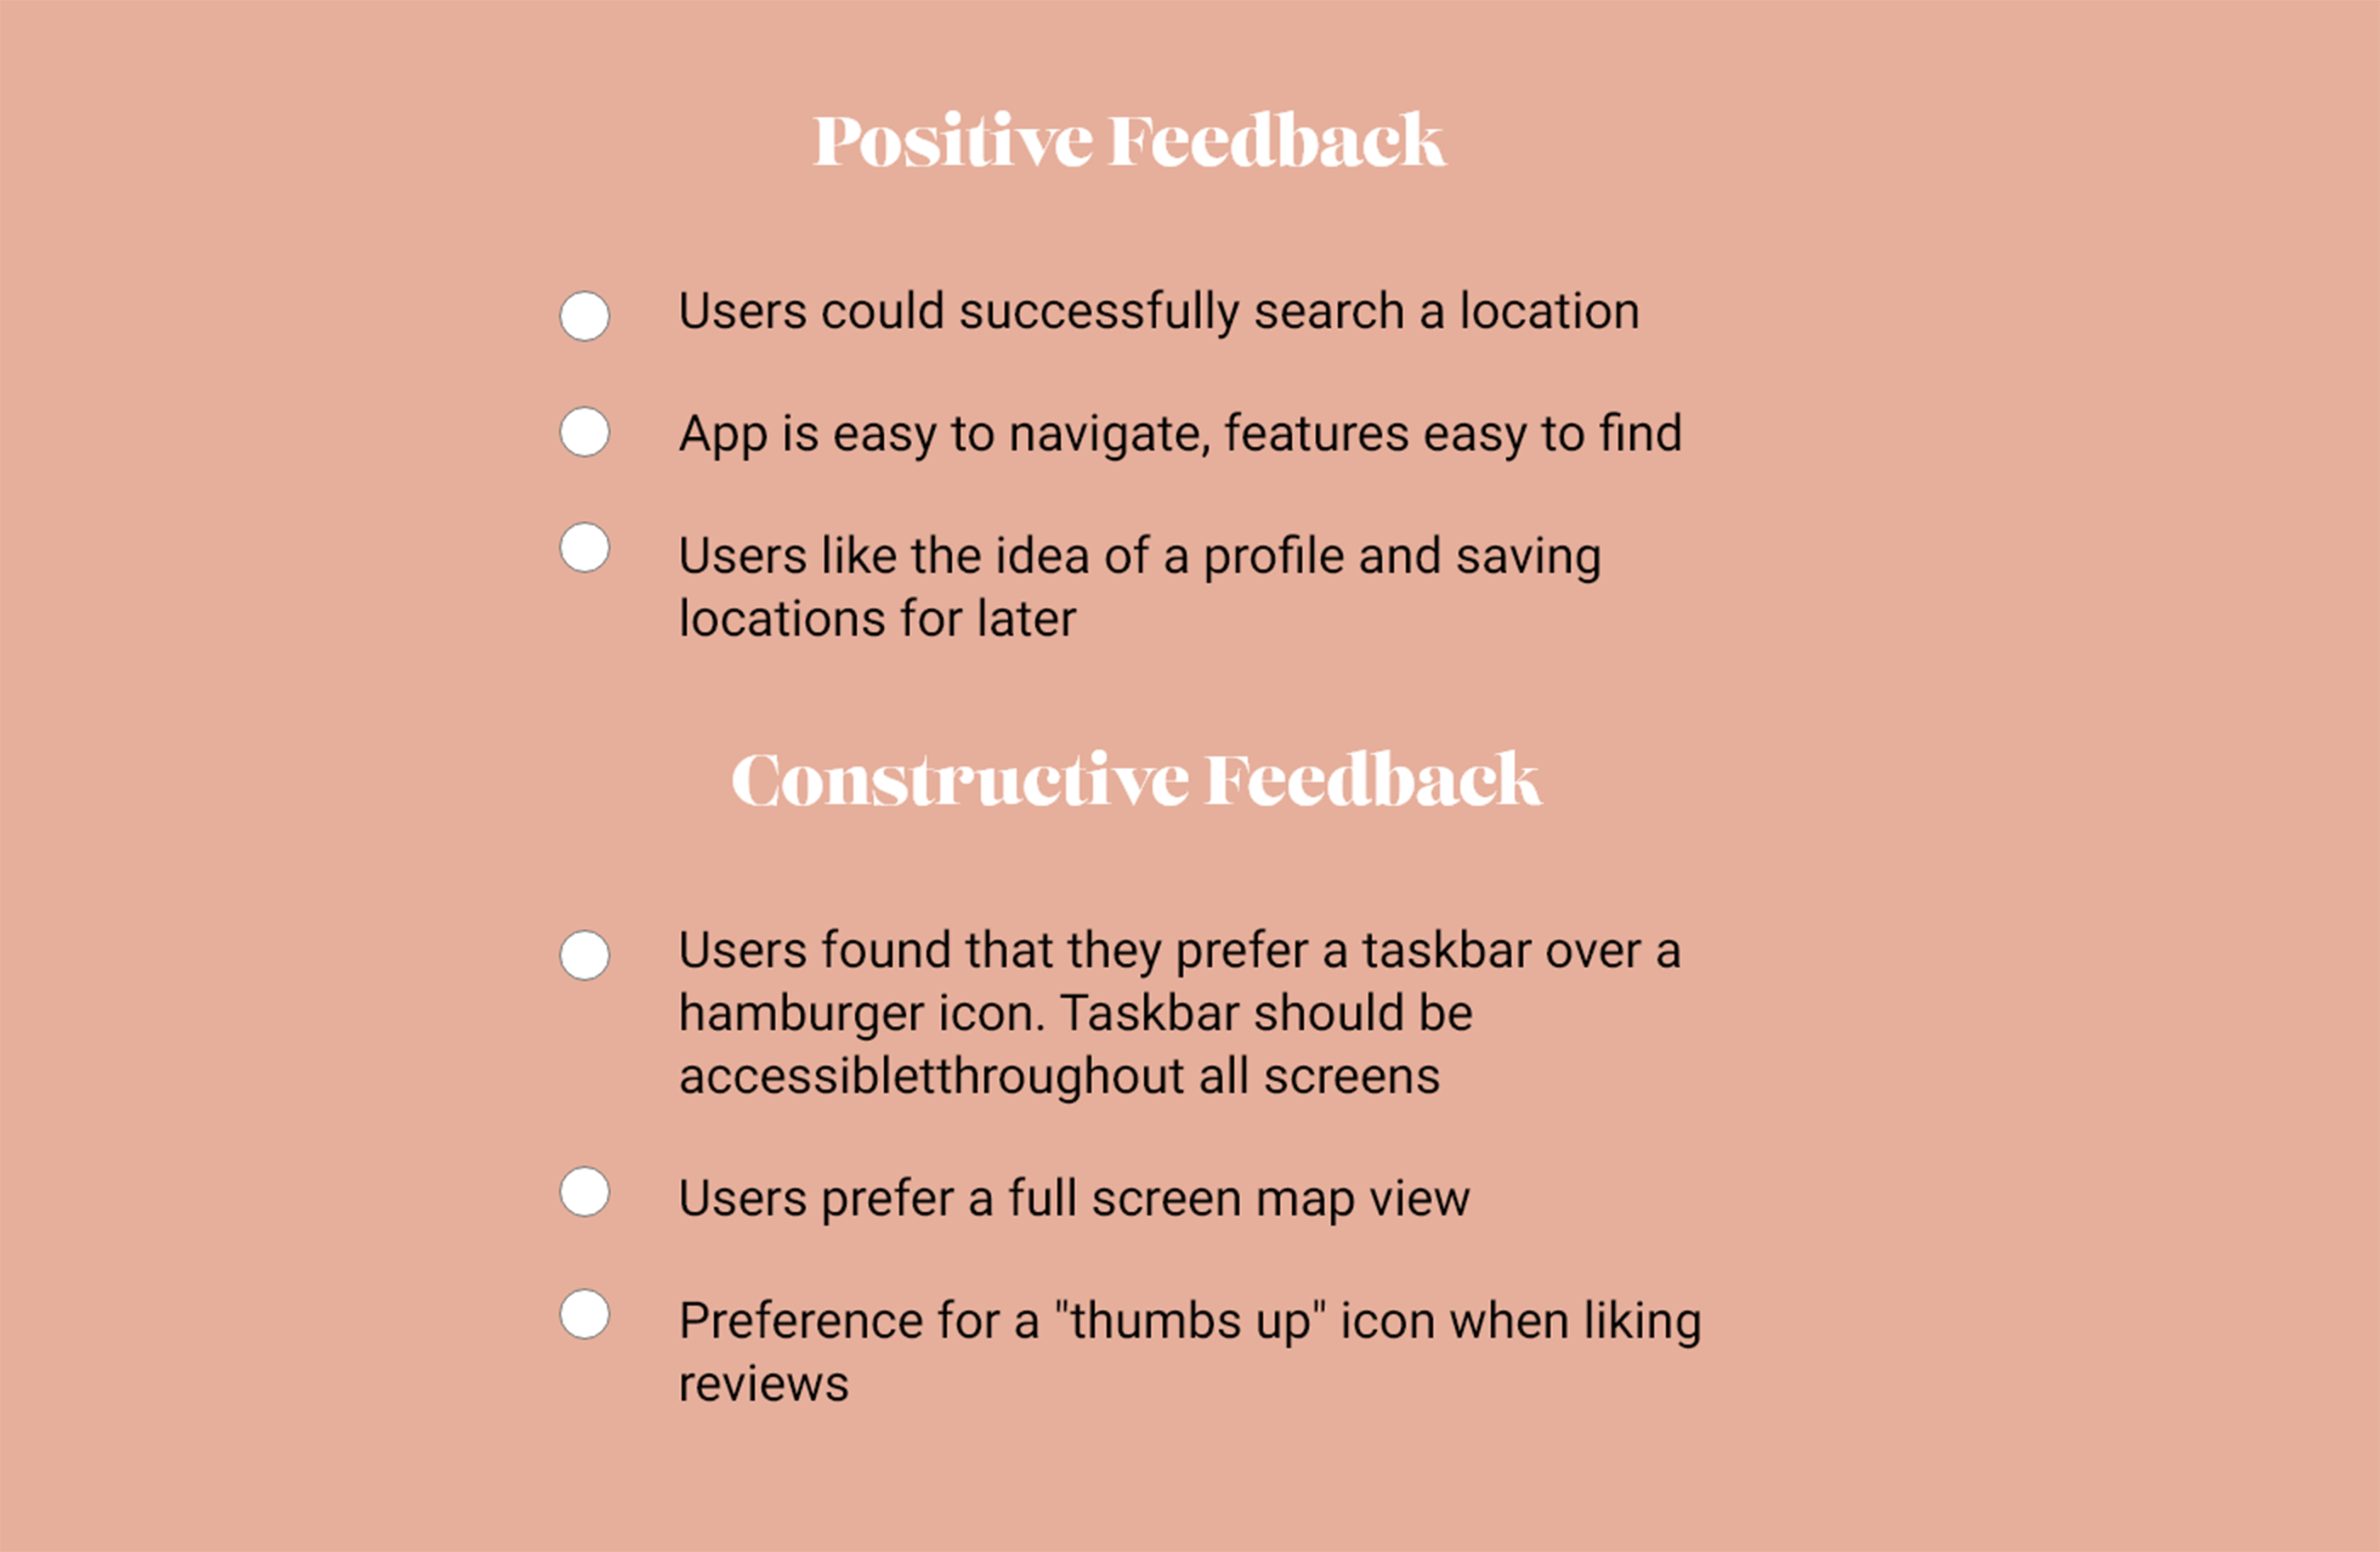 Positive Feedback
Users could successfully search a location
App is easy to navigate, features easy to find
Users like the idea of a profile and saving
locations for later
Constructive Feedback
Users found that they prefer a taskbar over a
hamburger icon. Taskbar should be
accessibletthroughout all screens
Users prefer a full screen map view
Preference for a "thumbs up" icon when liking
reviews